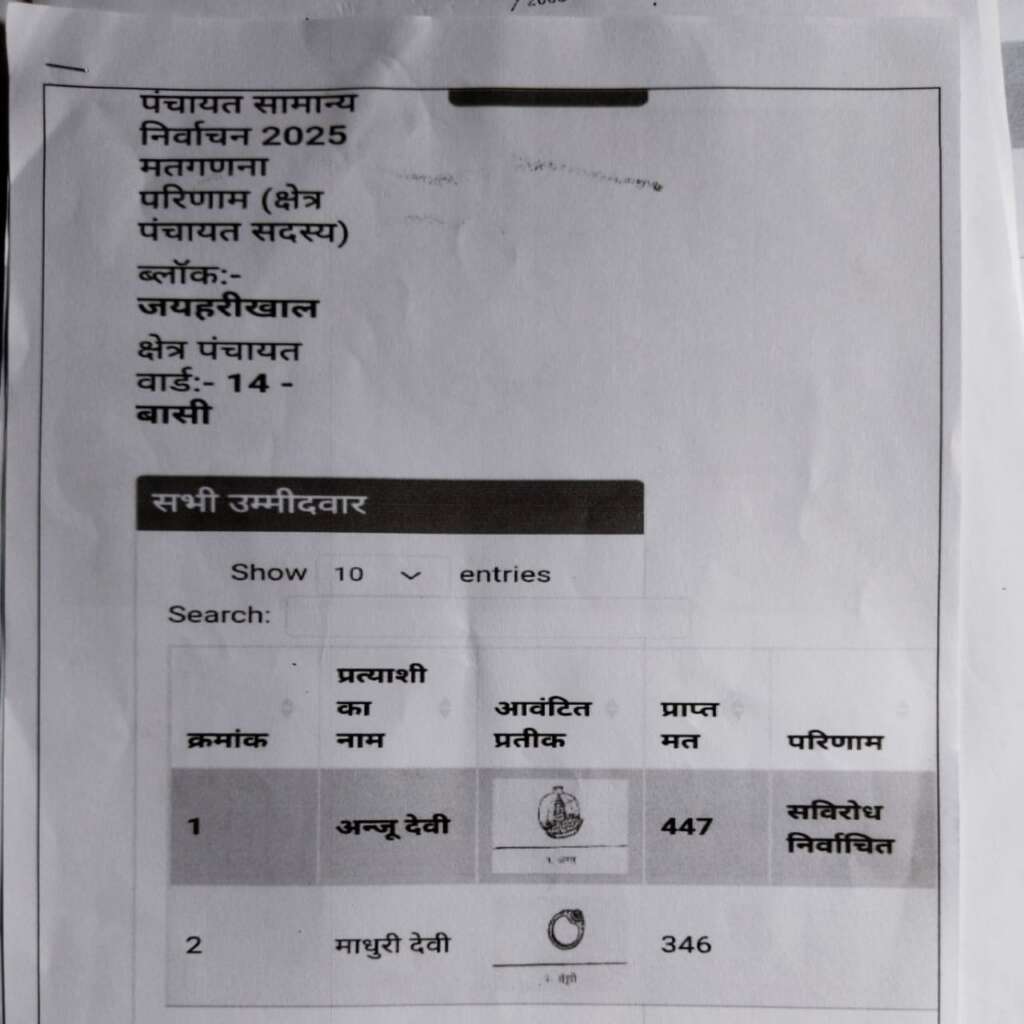 पंचायत सामान्य
निर्वाचन 2025
मतगणना
परिणाम (क्षेत्र
पंचायत सदस्य)
ब्लॉक:-
जयहरीखाल
क्षेत्र पंचायत
वार्ड:- 14 -
बासी
सभी उम्मीदवार
Show 10 entries
Search:
क्रमांक प्रत्याशी का नाम आवंटित प्रतीक प्राप्त मत परिणाम
1 अन्जू देवी 447 सविरोध निर्वाचित
2 माधुरी देवी 346